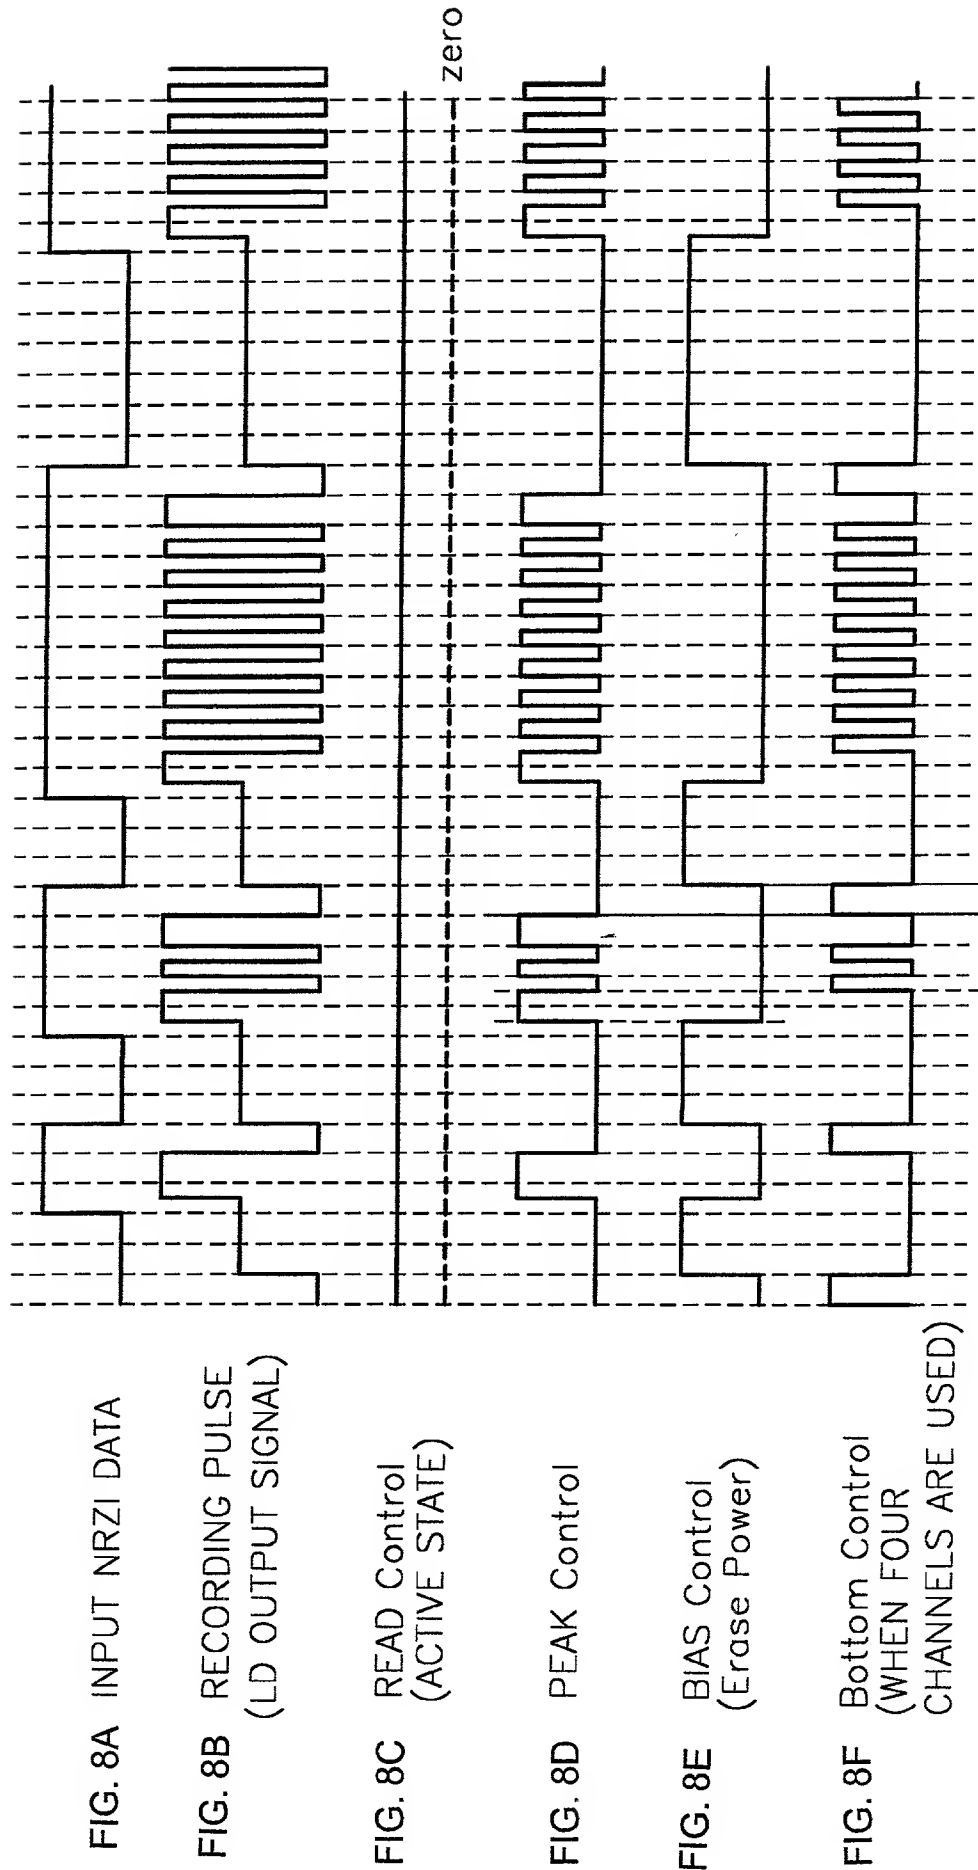 FIG. 8A INPUT NRZI DATA
FIG. 8B RECORDING PULSE
(LD OUTPUT SIGNAL)
FIG. 8C READ Control
(ACTIVE STATE)
zero
FIG. 8D PEAK Control
FIG. 8E BIAS Control
(Erase Power)
FIG. 8F Bottom Control
(WHEN FOUR
CHANNELS ARE USED)